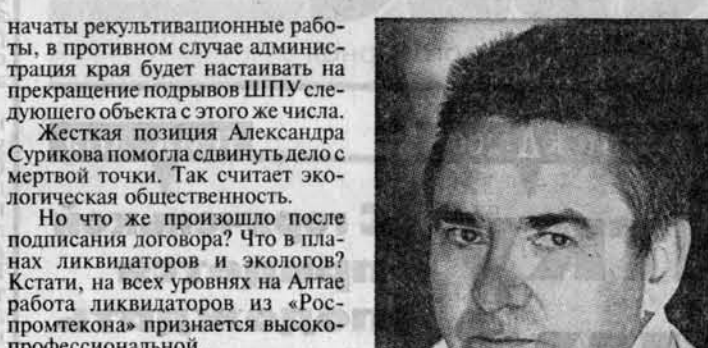 начаты рекультивационные рабо-
ты, в противном случае админис-
трация края будет настаивать на
прекращение подрывов ШПУ сле-
дующего объекта с этого же числа.
Жесткая позиция Александра
Сурикова помогла сдвинуть дело с
мертвой точки. Так считает эко-
логическая общественность.
Но что же произошло после
подписания договора? Что в пла-
нах ликвидаторов и экологов?
Кстати, на всех уровнях на Алтае
работа ликвидаторов из «Рос-
промтекона» признается высоко-
профессиональной